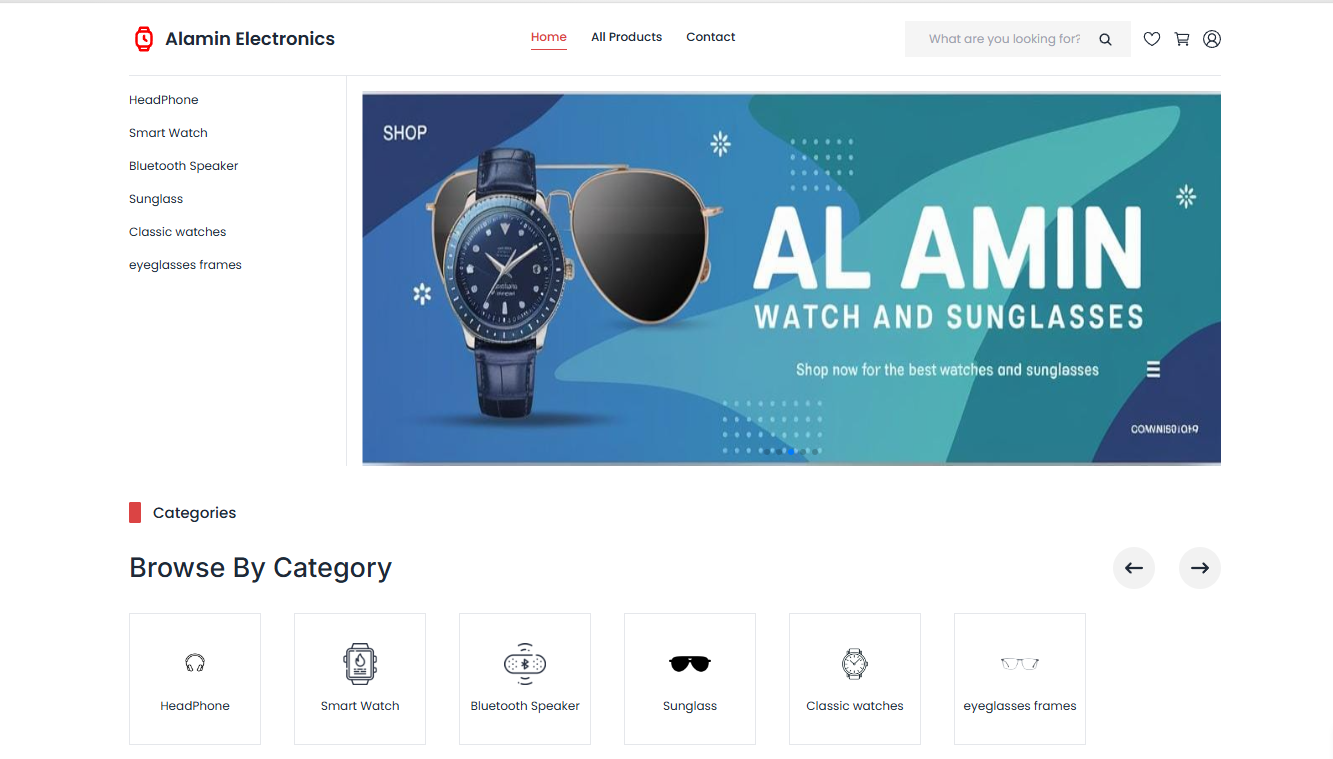 Alamin Electronics
Home All Products Contact
What are you looking for?
HeadPhone
Smart Watch
Bluetooth Speaker
Sunglass
Classic watches
eyeglasses frames
SHOP
AL AMIN
WATCH AND SUNGLASSES
Shop now for the best watches and sunglasses
Categories
Browse By Category
HeadPhone
Smart Watch
Bluetooth Speaker
Sunglass
Classic watches
eyeglasses frames